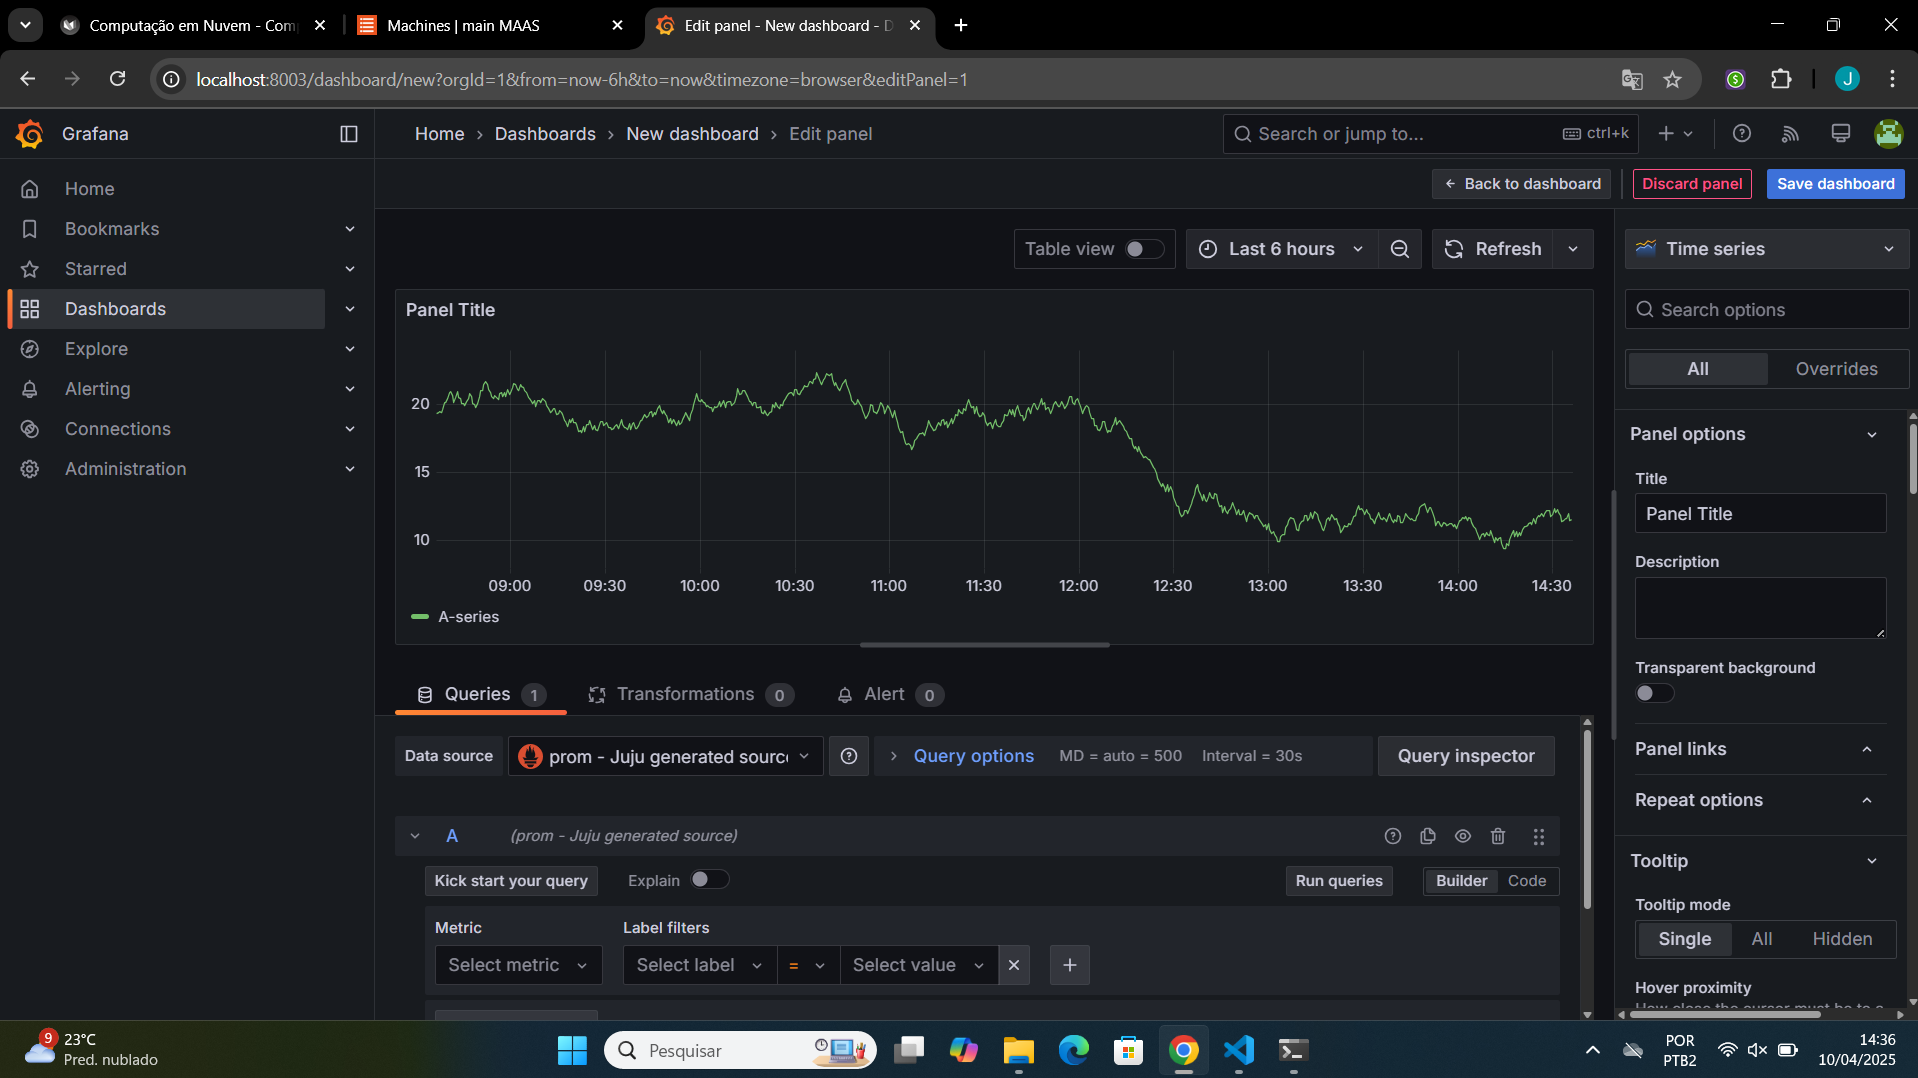 Computação em Nuvem - Com
Machines | main MAAS
Edit panel - New dashboard - D
localhost:8003/dashboard/new?orgId=1&from=now-6h&to=now&timezone=browser&editPanel=1
J
Grafana
Home › Dashboards › New dashboard › Edit panel
Search or jump to...
ctrl+k
Home
Bookmarks
Starred
Dashboards
Explore
Alerting
Connections
Administration
Back to dashboard
Discard panel
Save dashboard
Table view
Last 6 hours
Refresh
Panel Title
20
15
10
09:00 09:30 10:00 10:30 11:00 11:30 12:00 12:30 13:00 13:30 14:00 14:30
A-series
Queries 1
Transformations 0
Alert 0
Data source
prom - Juju generated sourc
Query options
MD = auto = 500
Interval = 30s
Query inspector
A
(prom - Juju generated source)
Kick start your query
Explain
Run queries
Builder
Code
Metric
Label filters
Select metric
Select label
=
Select value
Time series
Search options
All
Overrides
Panel options
Title
Panel Title
Description
Transparent background
Panel links
Repeat options
Tooltip
Tooltip mode
Single
All
Hidden
Hover proximity
How close the cursor must be to a
9
23°C
Pred. nublado
Pesquisar
POR
PTB2
14:36
10/04/2025